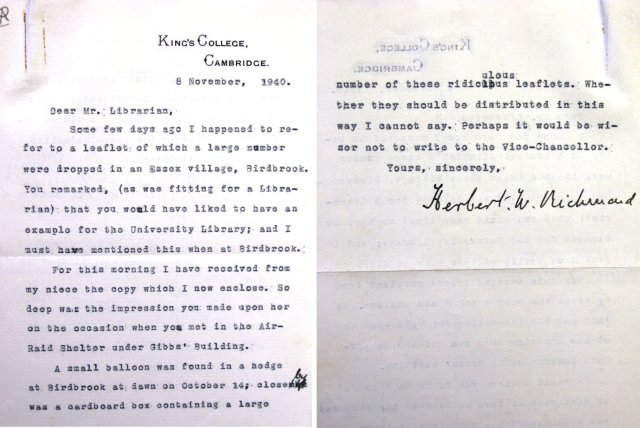 KING'S COLLEGE,
CAMBRIDGE.
8 November, 1940.
Dear Mr. Librarian,
Some few days ago I happened to re-
fer to a leaflet of which a large number
were dropped in an Essex village, Birdbrook.
You remarked, (as was fitting for a Libra-
rian) that you would have liked to have an
example for the University Library; and I
must have mentioned this when at Birdbrook.
For this morning I have received from
my niece the copy which I now enclose. So
deep was the impression you made upon her
on the occasion when you met in the Air-
Raid Shelter under Gibbs' Building.
A small balloon was found in a hedge
at Birdbrook at dawn on October 14; close by
was a cardboard box containing a large
number of these ridiculous leaflets. Whe-
ther they should be distributed in this
way I cannot say. Perhaps it would be wi-
ser not to write to the Vice-Chancellor.
Yours, sincerely,
Herbert. W. Richmond